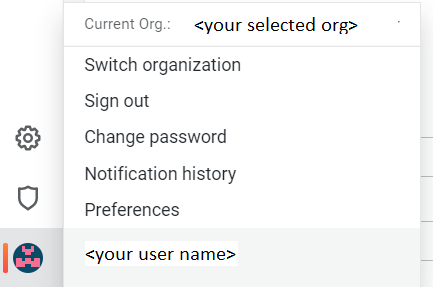 Current Org.: <your selected org>
Switch organization
Sign out
Change password
Notification history
Preferences
<your user name>